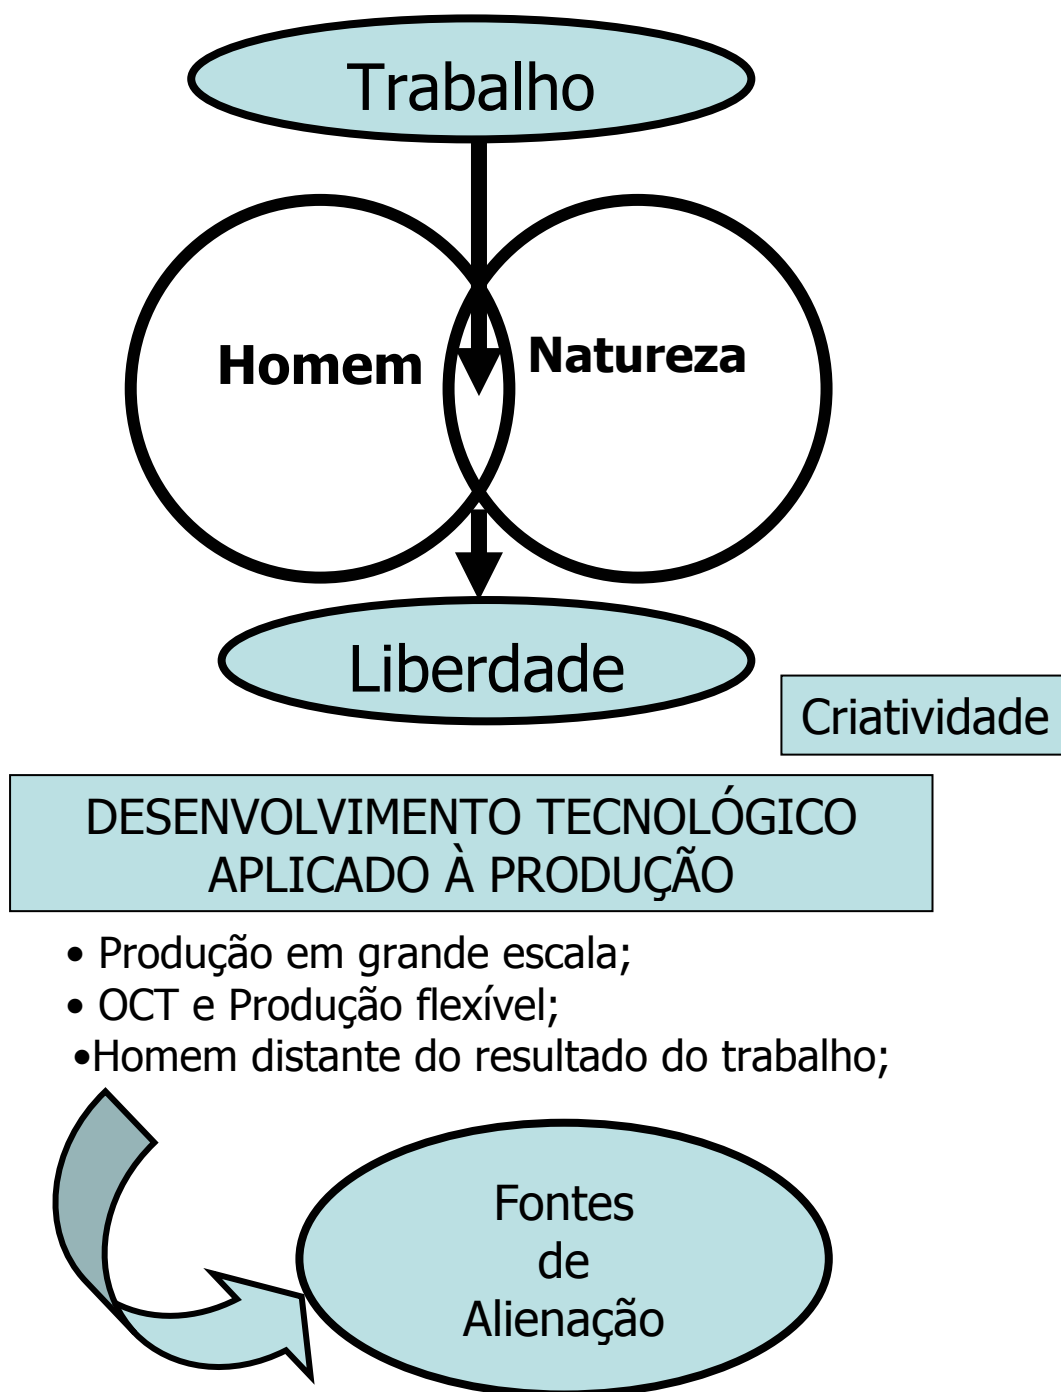 Trabalho
Homem
Natureza
Liberdade
Criatividade
DESENVOLVIMENTO TECNOLÓGICO
APLICADO À PRODUÇÃO
• Produção em grande escala;
• OCT e Produção flexível;
•Homem distante do resultado do trabalho;
Fontes
de
Alienação